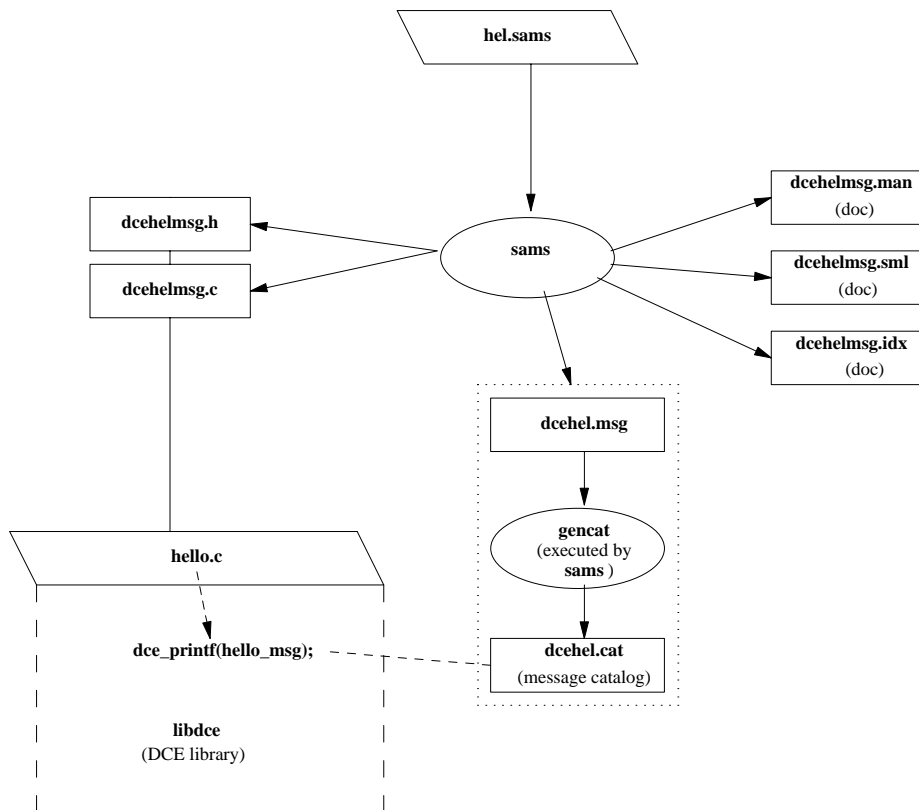 hel.sams
dcehelmsg.man
(doc)
dcehelmsg.h
sams
dcehelmsg.sml
(doc)
dcehelmsg.c
dcehelmsg.idx
(doc)
dcehel.msg
gencat
(executed by
sams )
hello.c
dce_printf(hello_msg);
dcehel.cat
(message catalog)
libdce
(DCE library)